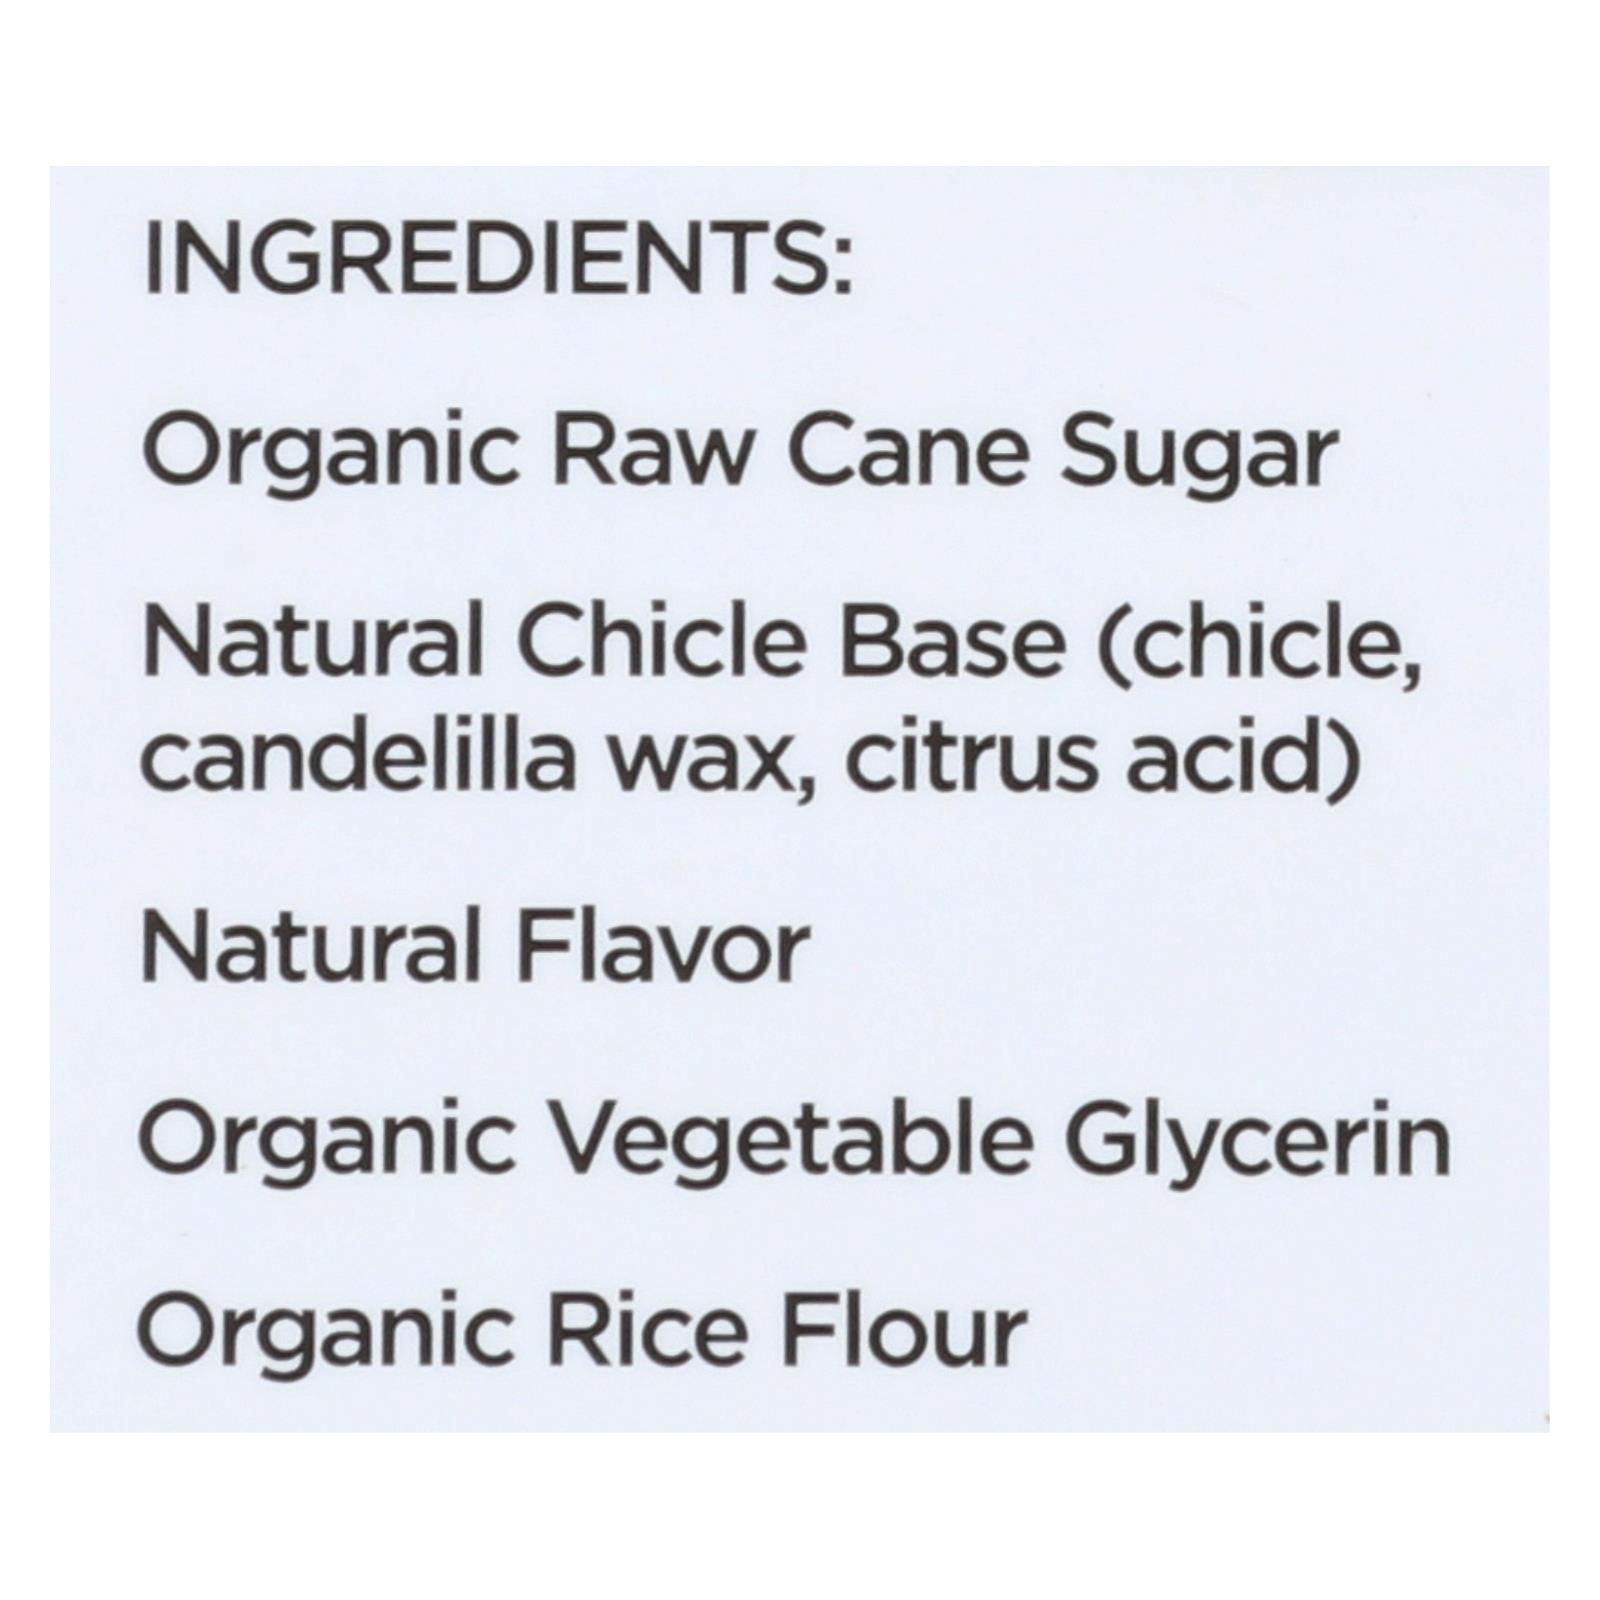 INGREDIENTS:
Organic Raw Cane Sugar
Natural Chicle Base (chicle,
candelilla wax, citrus acid)
Natural Flavor
Organic Vegetable Glycerin
Organic Rice Flour